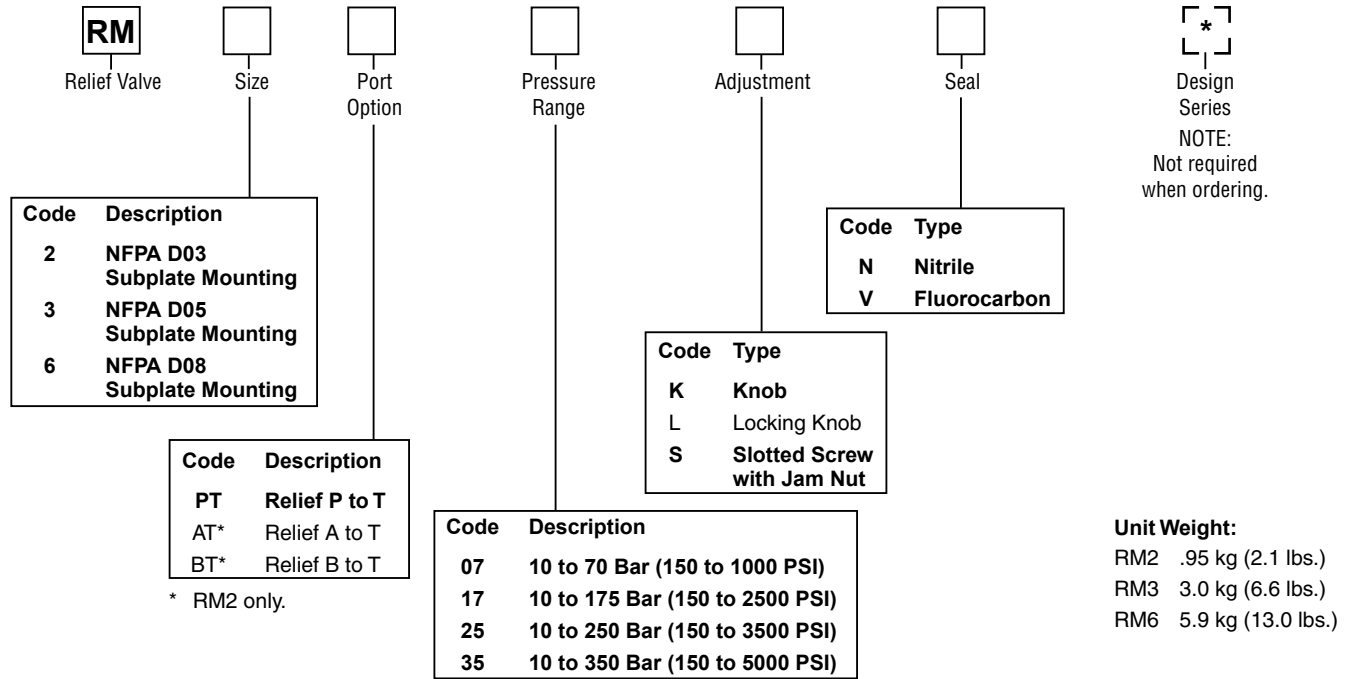 RM
*
Relief Valve
Size
Port
Option
Pressure
Range
Adjustment
Seal
Design
Series
NOTE:
Not required
when ordering.
Code Description
2 NFPA D03
Subplate Mounting
3 NFPA D05
Subplate Mounting
6 NFPA D08
Subplate Mounting
Code Description
PT Relief P to T
AT* Relief A to T
BT* Relief B to T
* RM2 only.
Code Description
07 10 to 70 Bar (150 to 1000 PSI)
17 10 to 175 Bar (150 to 2500 PSI)
25 10 to 250 Bar (150 to 3500 PSI)
35 10 to 350 Bar (150 to 5000 PSI)
Code Type
K Knob
L Locking Knob
S Slotted Screw
with Jam Nut
Code Type
N Nitrile
V Fluorocarbon
Unit Weight:
RM2 .95 kg (2.1 lbs.)
RM3 3.0 kg (6.6 lbs.)
RM6 5.9 kg (13.0 lbs.)